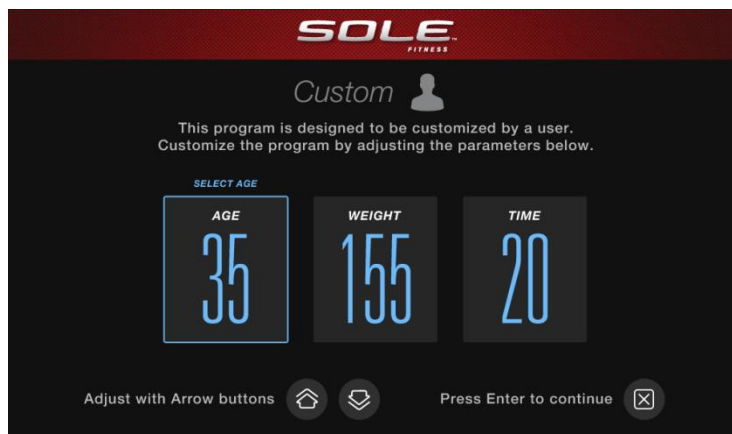 SOLE
FITNESS
Custom
This program is designed to be customized by a user.
Customize the program by adjusting the parameters below.
SELECT AGE
AGE
35
WEIGHT
155
TIME
20
Adjust with Arrow buttons
Press Enter to continue